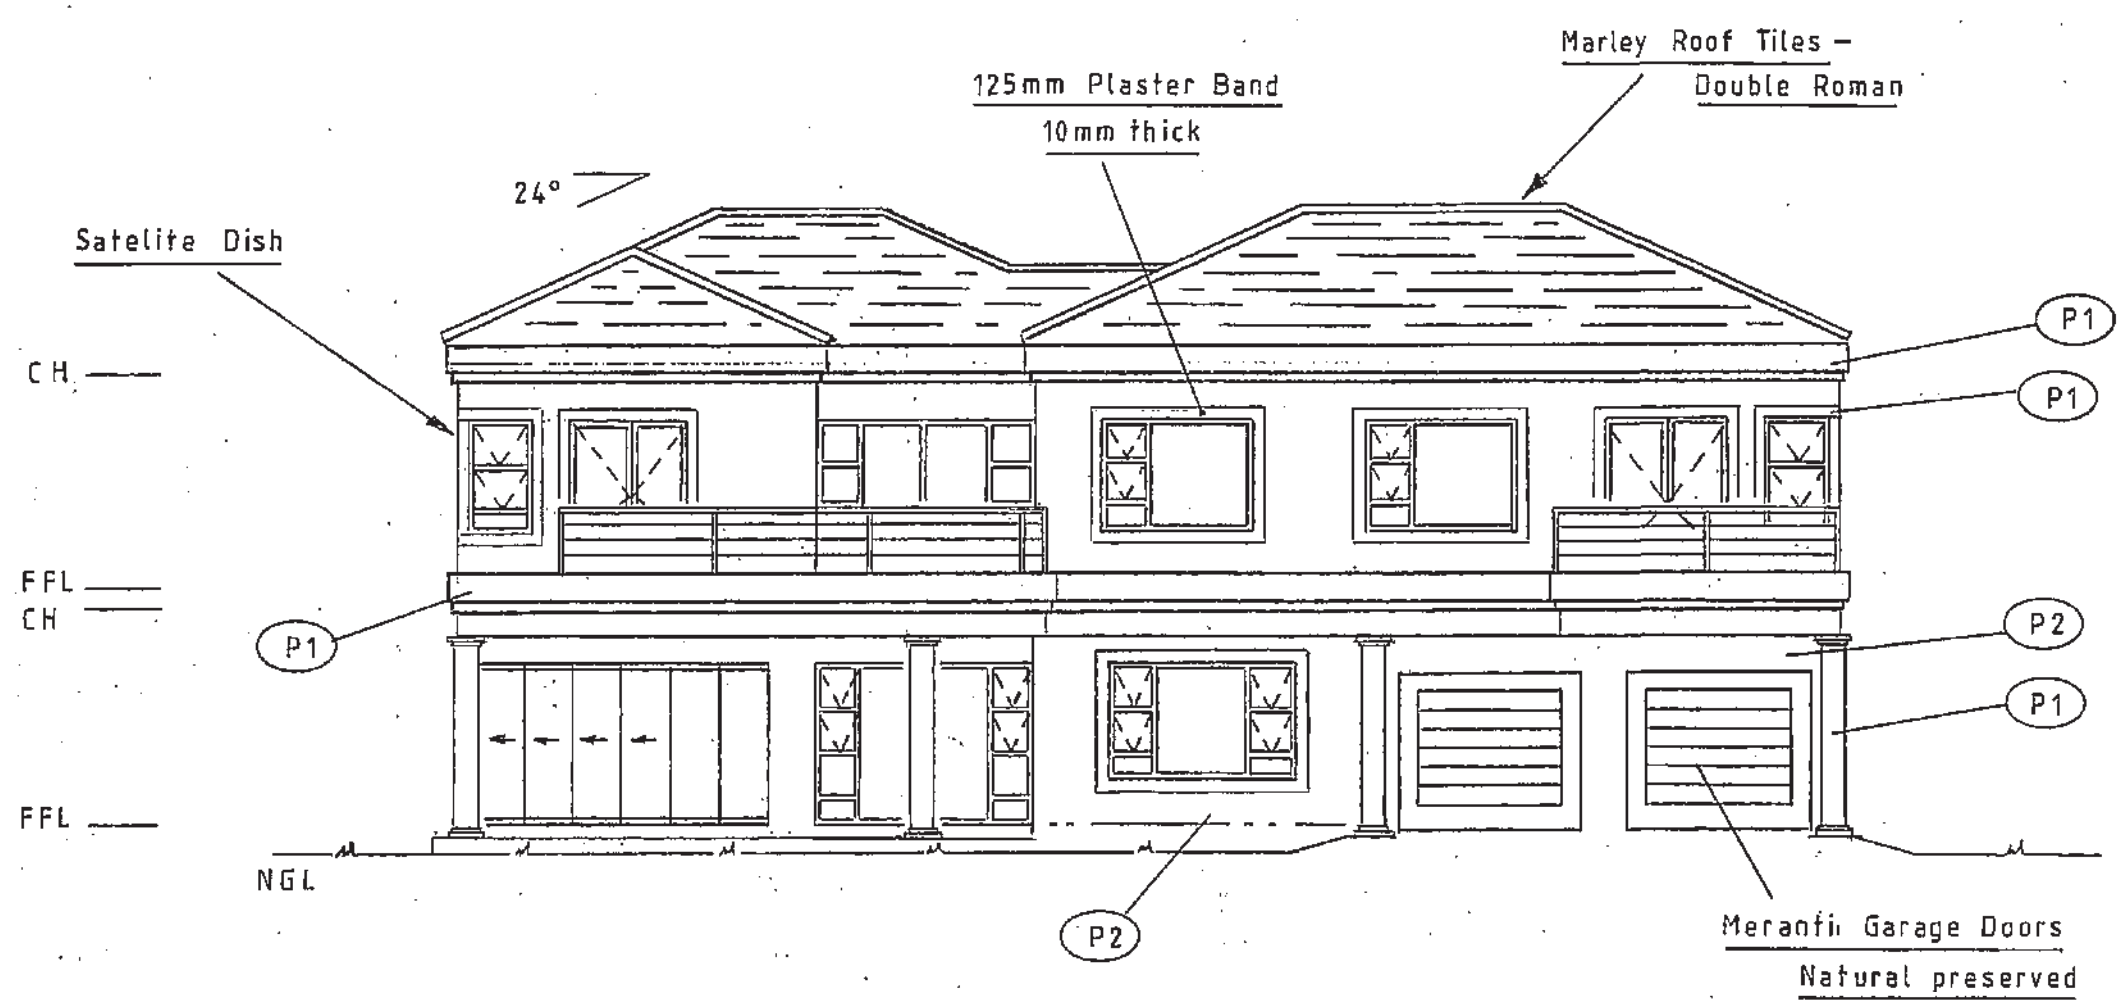 Marley Roof Tiles -
Double Roman
125mm Plaster Band
10mm thick
24°
Satelite Dish
P1
CH
P1
FFL
CH
P1
P2
P1
FFL
NGL
P2
Merantii Garage Doors
Natural preserved